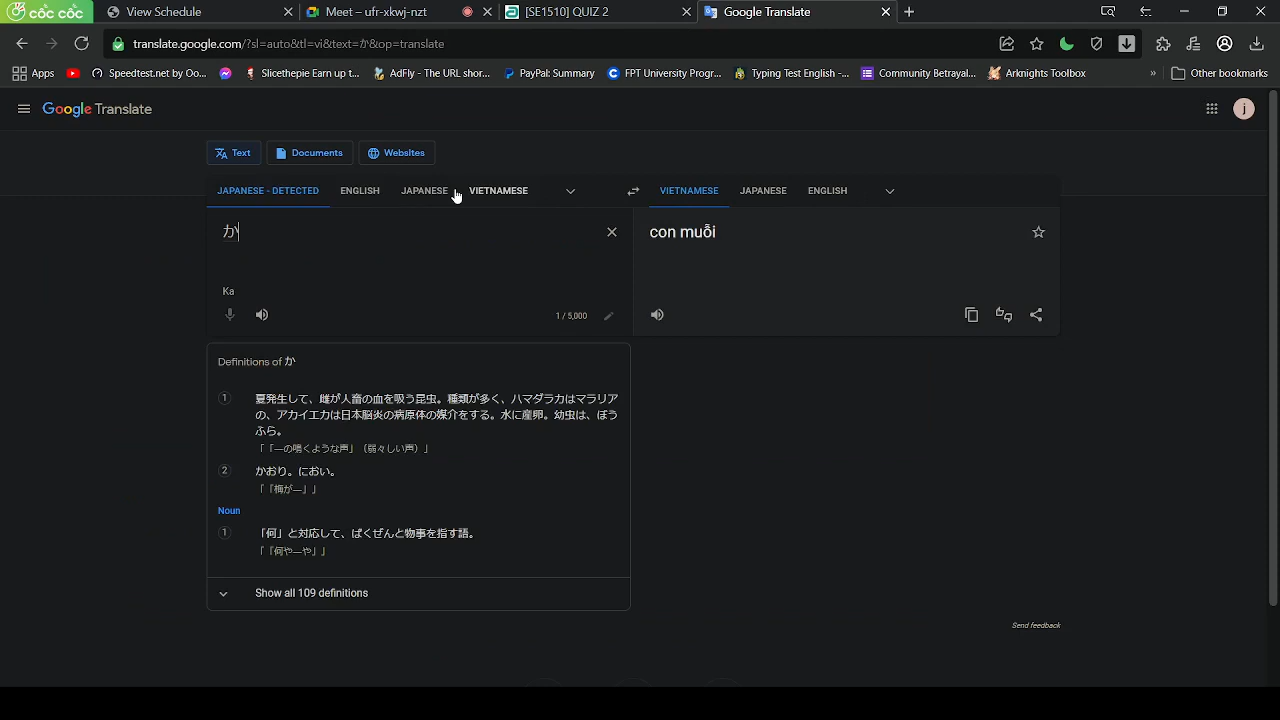 cốc cốc
View Schedule
Meet – ufr-xkwj-nzt
[SE1510] QUIZ 2
Google Translate
translate.google.com/?sl=auto&tl=vi&text=か&op=translate
Apps
Speedtest.net by Oo...
Slicethepie Earn up t...
AdFly - The URL shor...
PayPal: Summary
FPT University Progr...
Typing Test English -...
Community Betrayal...
Arknights Toolbox
»
Other bookmarks
Google Translate
j
Text
Documents
Websites
JAPANESE - DETECTED
ENGLISH
JAPANESE
VIETNAMESE
VIETNAMESE
JAPANESE
ENGLISH
か
con muỗi
Ka
1 / 5,000
Definitions of か
1
夏発生して、雌が人畜の血を吸う昆虫。種類が多く、ハマダラカはマラリア
の、アカイエカは日本脳炎の病原体の媒介をする。水に産卵。幼虫は、ぼう
ふら。
「「―の鳴くような声」（弱々しい声）」
2
かおり。におい。
「「梅が―」」
Noun
1
「何」と対応して、ばくぜんと物事を指す語。
「「何や―や」」
Show all 109 definitions
Send feedback